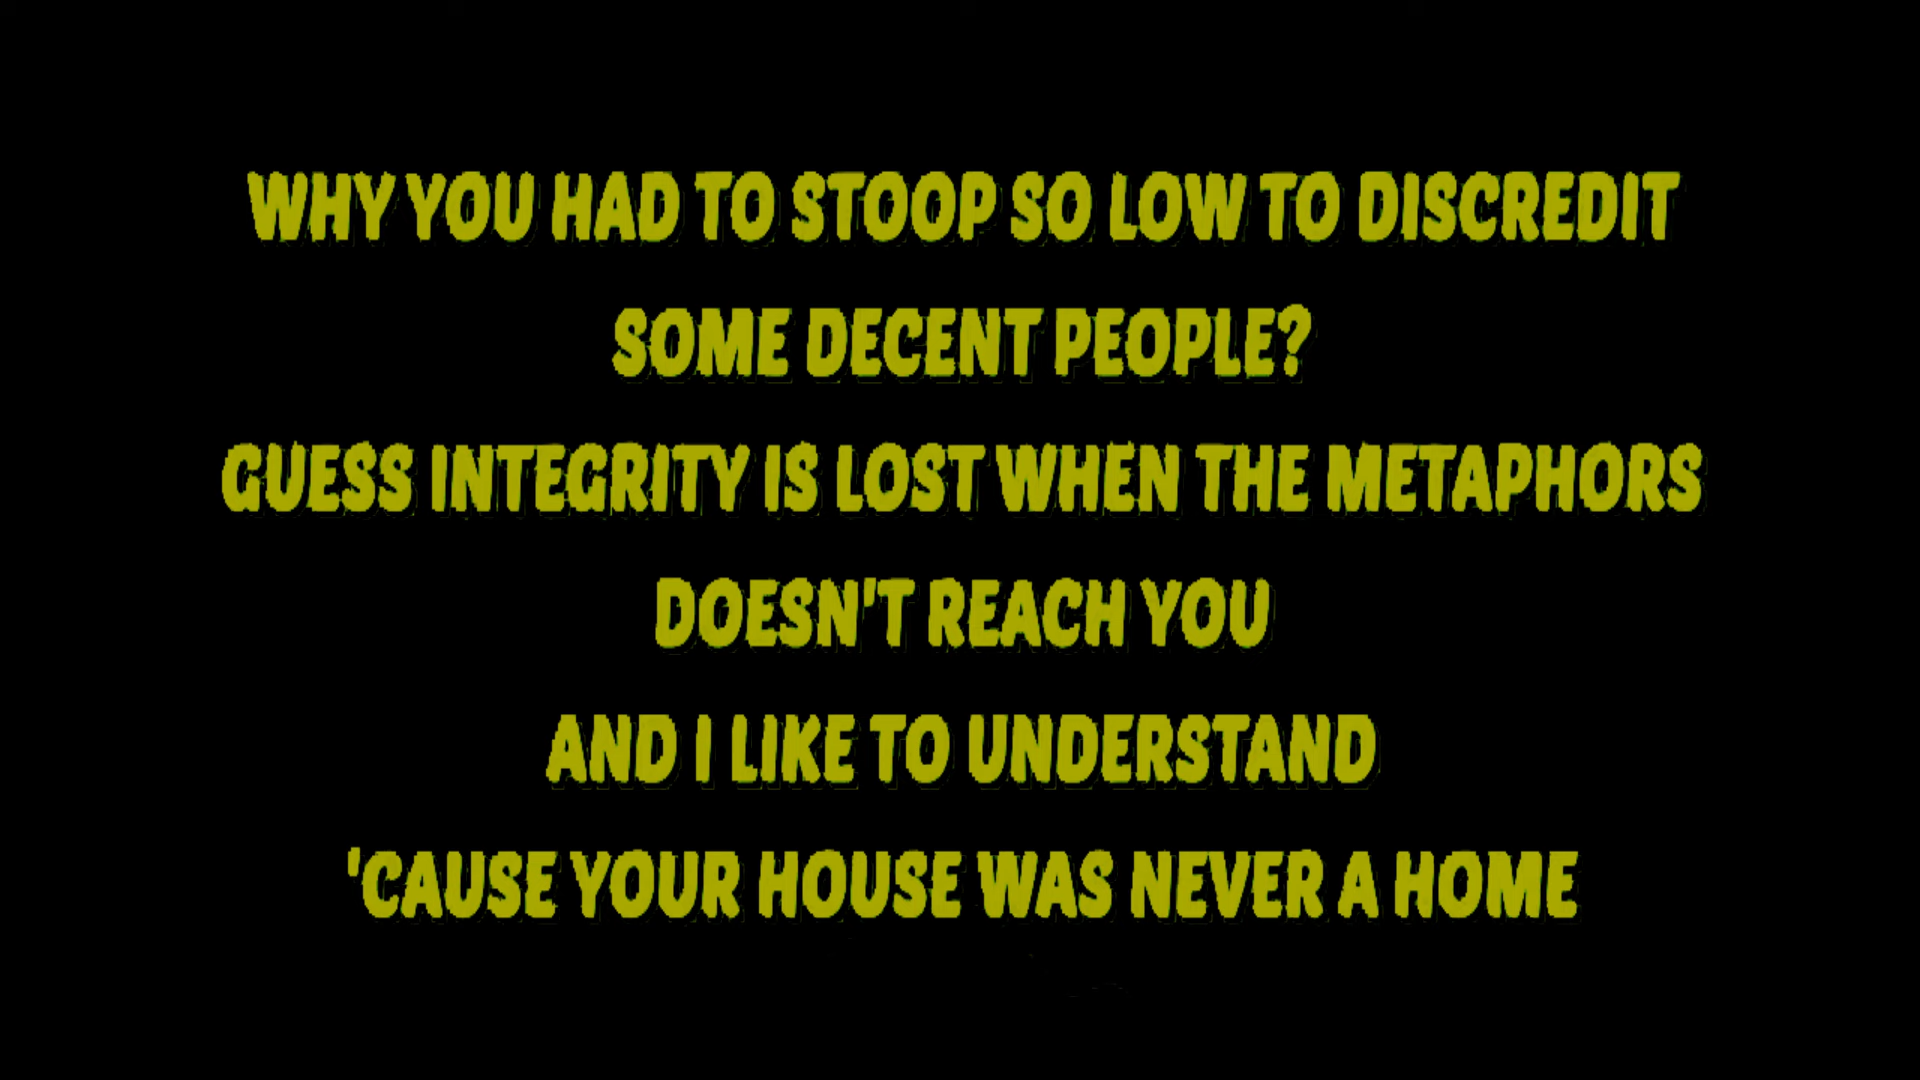 WHY YOU HAD TO STOOP SO LOW TO DISCREDIT
SOME DECENT PEOPLE?
GUESS INTEGRITY IS LOST WHEN THE METAPHORS
DOESN'T REACH YOU
AND I LIKE TO UNDERSTAND
'CAUSE YOUR HOUSE WAS NEVER A HOME